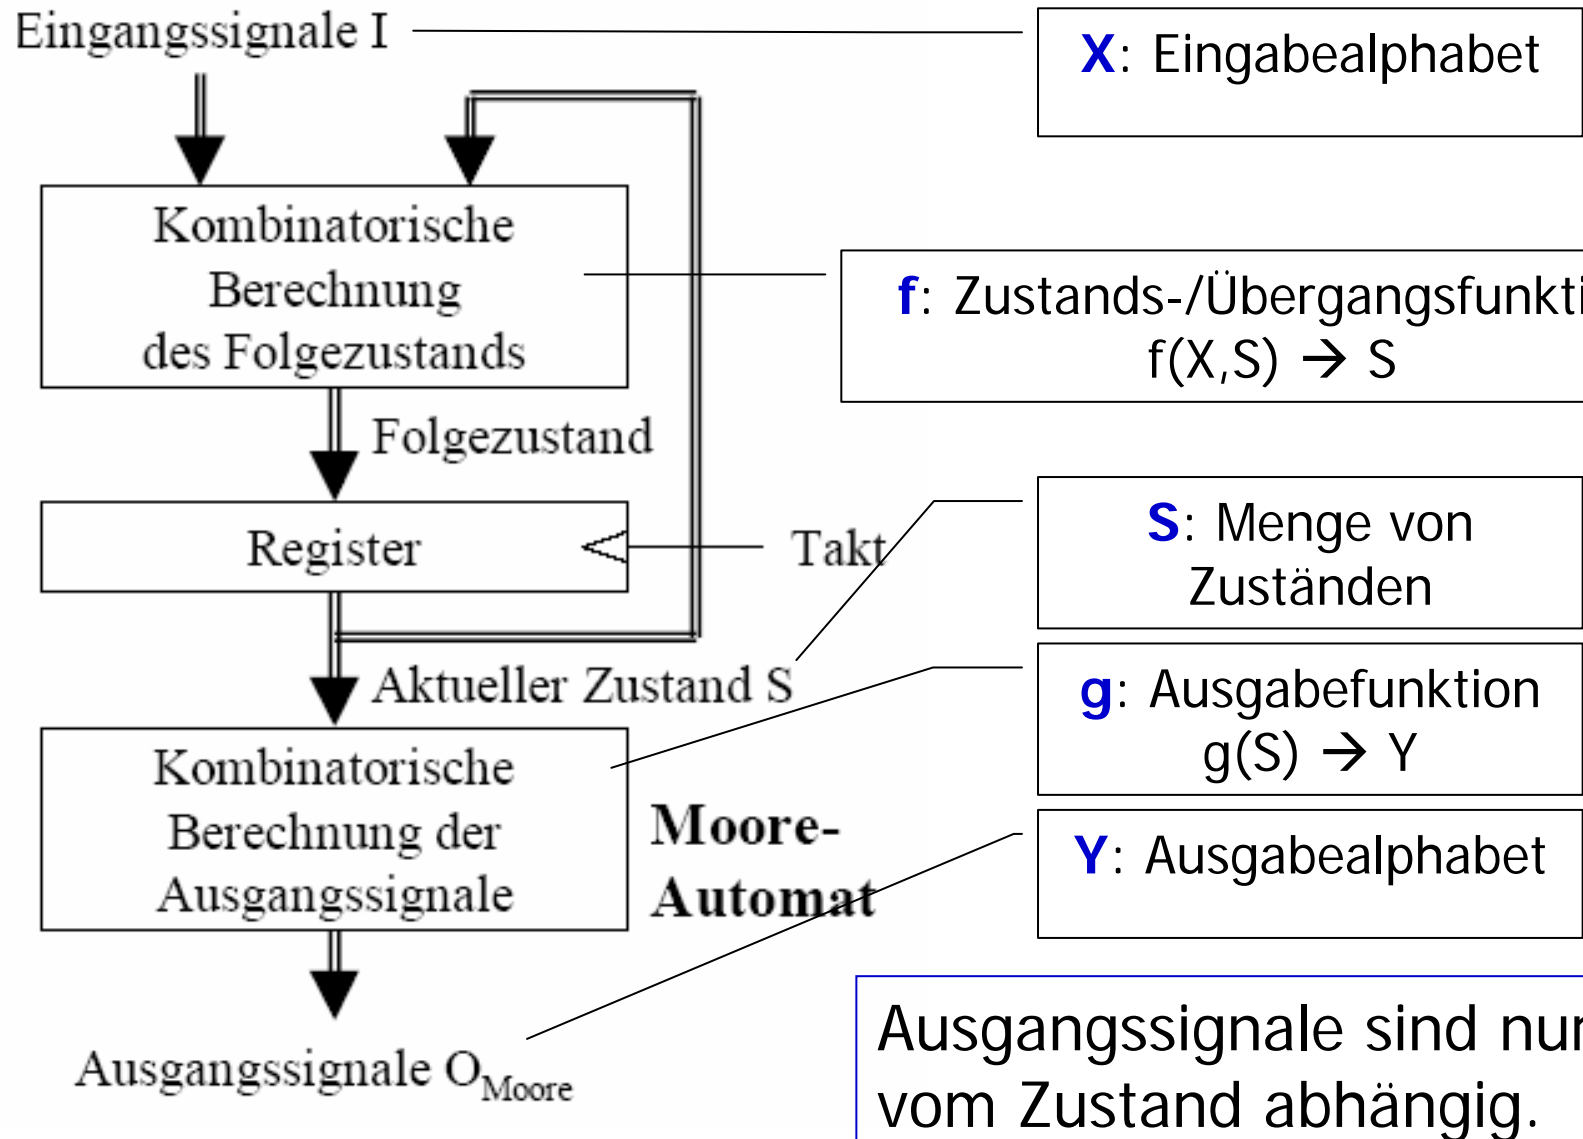 Eingangssignale I
X: Eingabealphabet
Kombinatorische
Berechnung
des Folgezustands
f: Zustands-/Übergangsfunkti
f(X,S) → S
Folgezustand
Register
Takt
S: Menge von
Zuständen
Aktueller Zustand S
g: Ausgabefunktion
g(S) → Y
Kombinatorische
Berechnung der
Ausgangssignale
Moore-
Automat
Y: Ausgabealphabet
Ausgangssignale O_Moore
Ausgangssignale sind nur
vom Zustand abhängig.